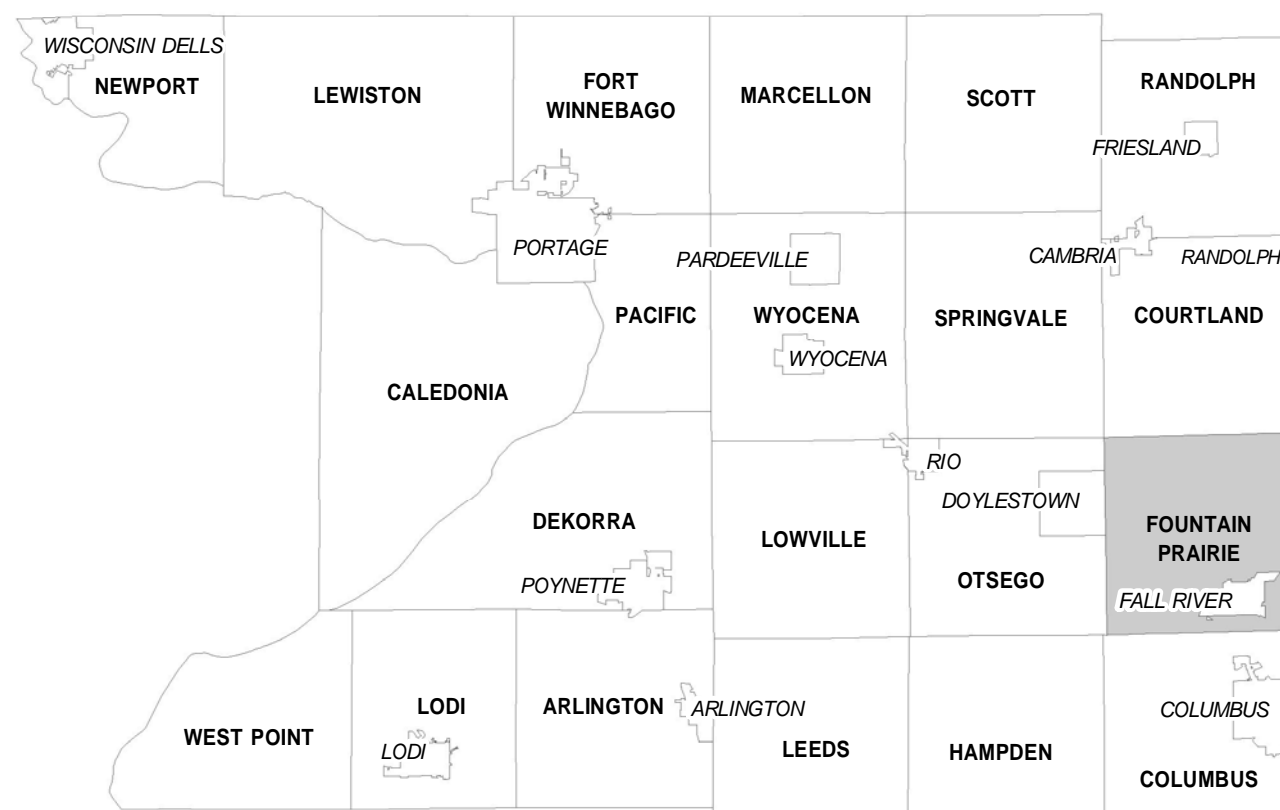 WISCONSIN DELLS
NEWPORT
LEWISTON
FORT
WINNEBAGO
MARCELLON
SCOTT
RANDOLPH
FRIESLAND
PORTAGE
PARDEEVILLE
CAMBRIA
RANDOLPH
PACIFIC
WYOCENA
SPRINGVALE
COURTLAND
WYOCENA
CALEDONIA
RIO
DOYLESTOWN
DEKORRA
LOWVILLE
FOUNTAIN
PRAIRIE
OTSEGO
POYNETTE
FALL RIVER
LODI
ARLINGTON
ARLINGTON
COLUMBUS
WEST POINT
LODI
LEEDS
HAMPDEN
COLUMBUS